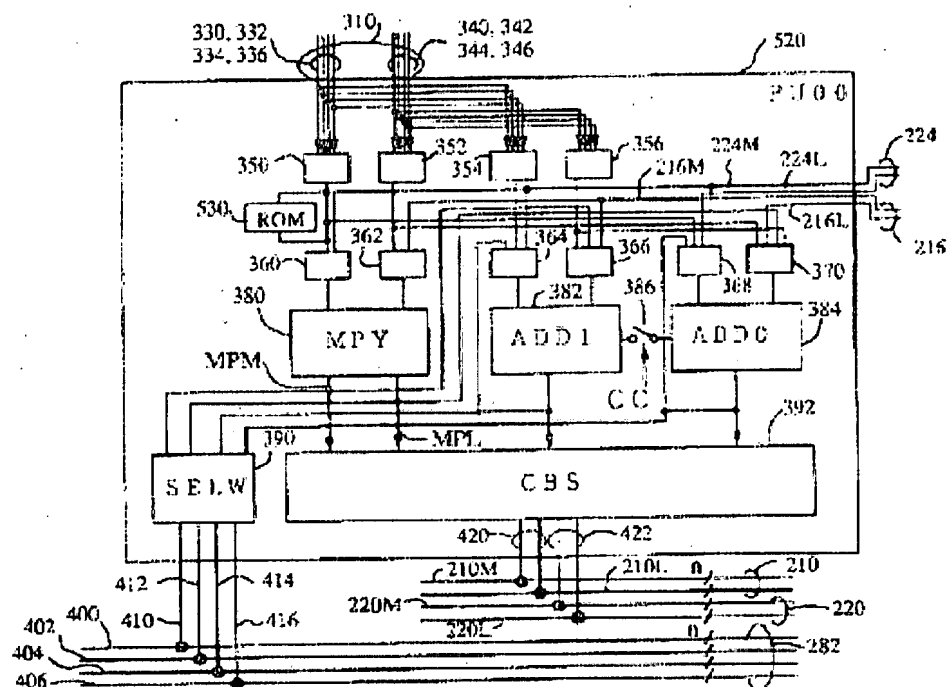 330, 332
310
340, 342
334, 336
344, 346
520
PU00
350
352
354
356
224M
224L
224
216M
530
ROM
216L
216
360
362
364
366
368
370
380
382
386
384
MPY
ADD1
ADD0
MPM
CC
390
MPL
392
SELW
CBS
420
422
412
414
210M
210L
n
210
410
416
220M
220
402
400
220L
n
282
404
406